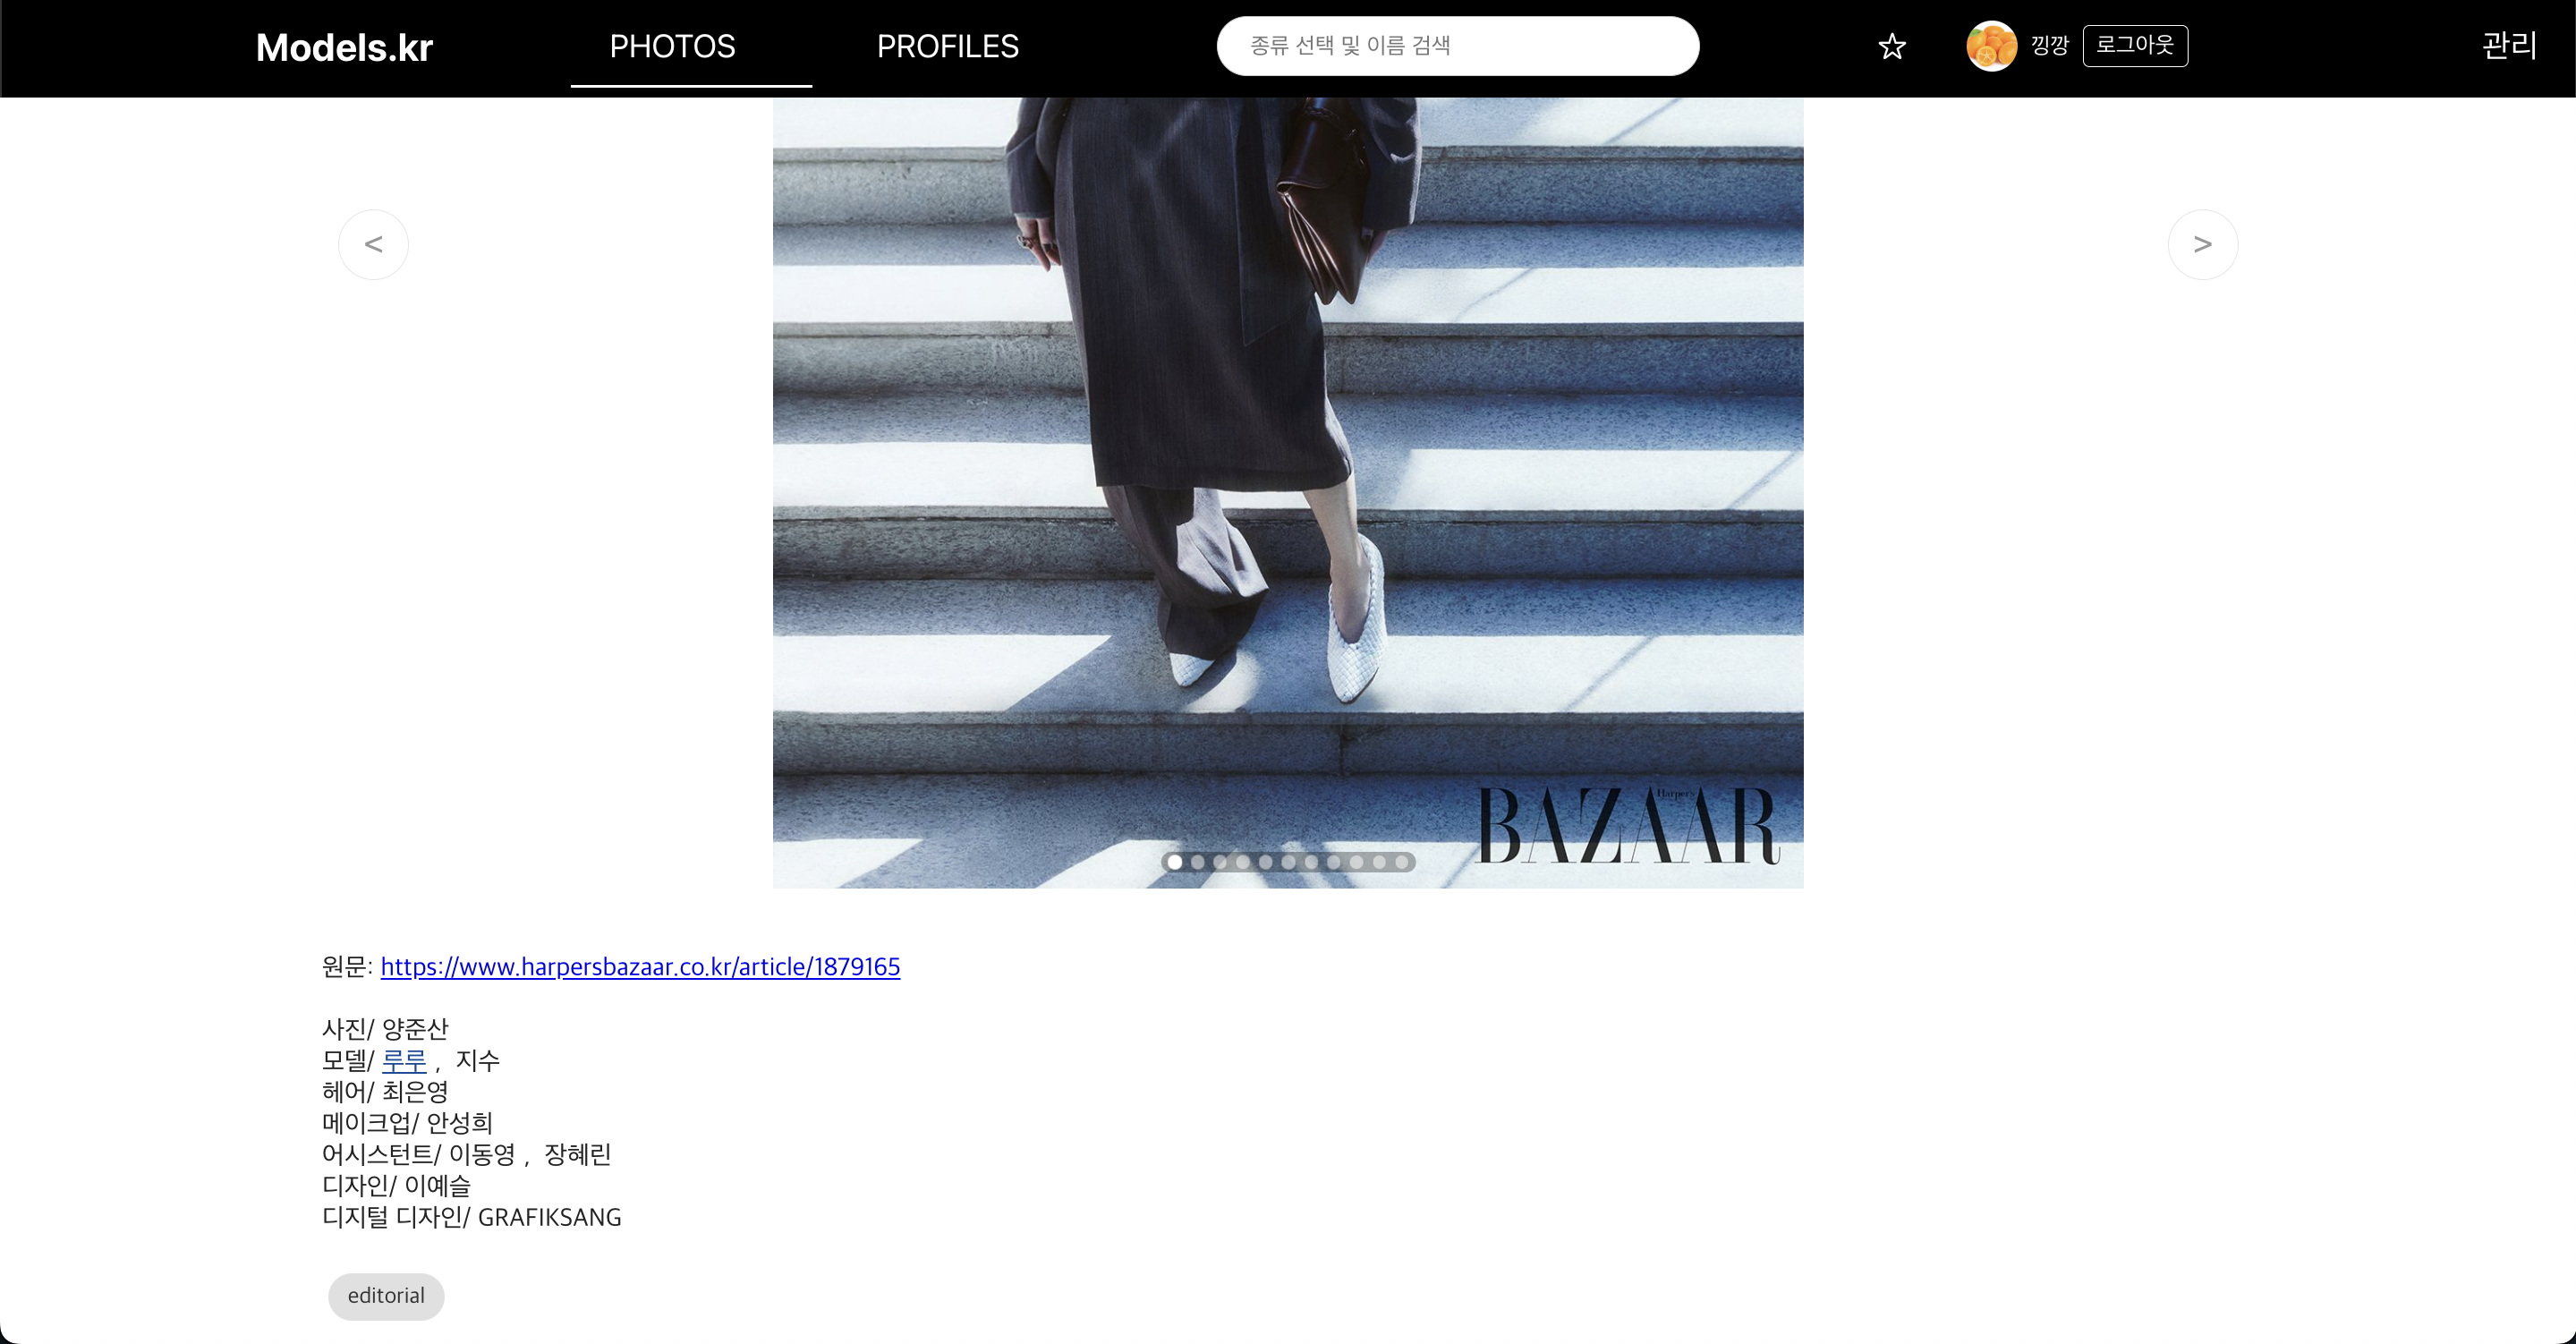 Models.kr PHOTOS PROFILES 종류 선택 및 이름 검색 낑깡 로그아웃 관리
< >
Harper's
BAZAAR
원문: https://www.harpersbazaar.co.kr/article/1879165
사진/ 양준산
모델/ 루루 , 지수
헤어/ 최은영
메이크업/ 안성희
어시스턴트/ 이동영 , 장혜린
디자인/ 이예슬
디지털 디자인/ GRAFIKSANG
editorial